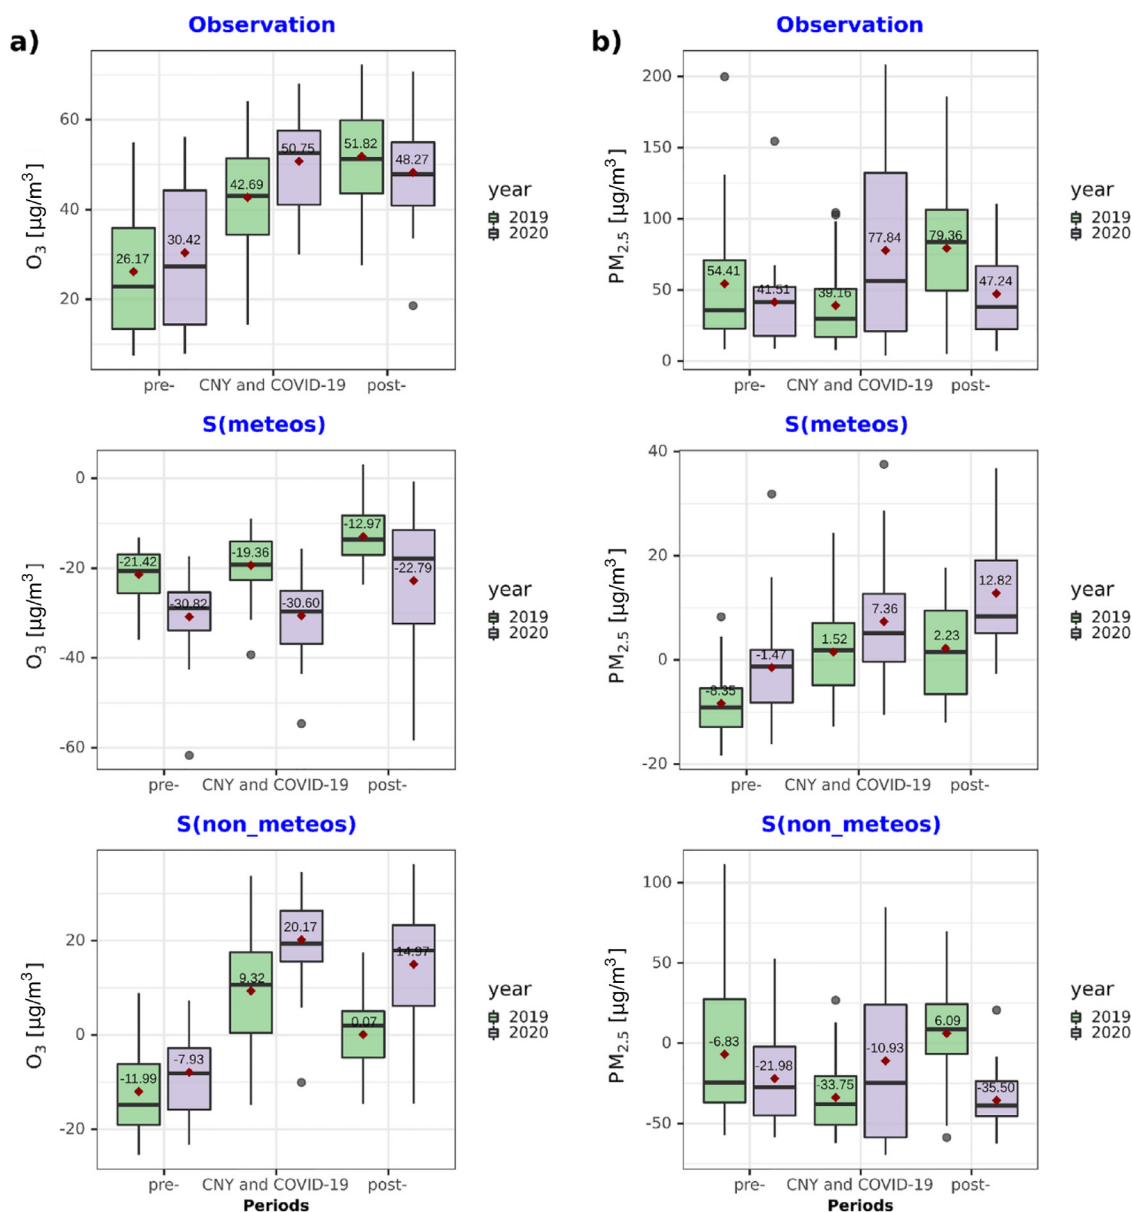 a)
Observation
O3 [µg/m3]
60
40
20
26.17
30.42
42.69
50.75
51.82
48.27
pre-
CNY and COVID-19
post-
year
2019
2020
b)
Observation
PM2.5 [µg/m3]
200
150
100
50
0
54.41
41.51
39.16
77.84
79.36
47.24
pre-
CNY and COVID-19
post-
year
2019
2020
S(meteos)
O3 [µg/m3]
0
-20
-40
-60
-21.42
-30.82
-19.36
-30.60
-12.97
-22.79
pre-
CNY and COVID-19
post-
year
2019
2020
S(meteos)
PM2.5 [µg/m3]
40
20
0
-20
-8.35
-1.47
1.52
7.36
2.23
12.82
pre-
CNY and COVID-19
post-
year
2019
2020
S(non_meteos)
O3 [µg/m3]
20
0
-20
-11.99
-7.93
9.32
20.17
0.07
14.97
pre-
CNY and COVID-19
post-
Periods
year
2019
2020
S(non_meteos)
PM2.5 [µg/m3]
100
50
0
-50
-6.83
-21.98
-33.75
-10.93
6.09
-35.50
pre-
CNY and COVID-19
post-
Periods
year
2019
2020